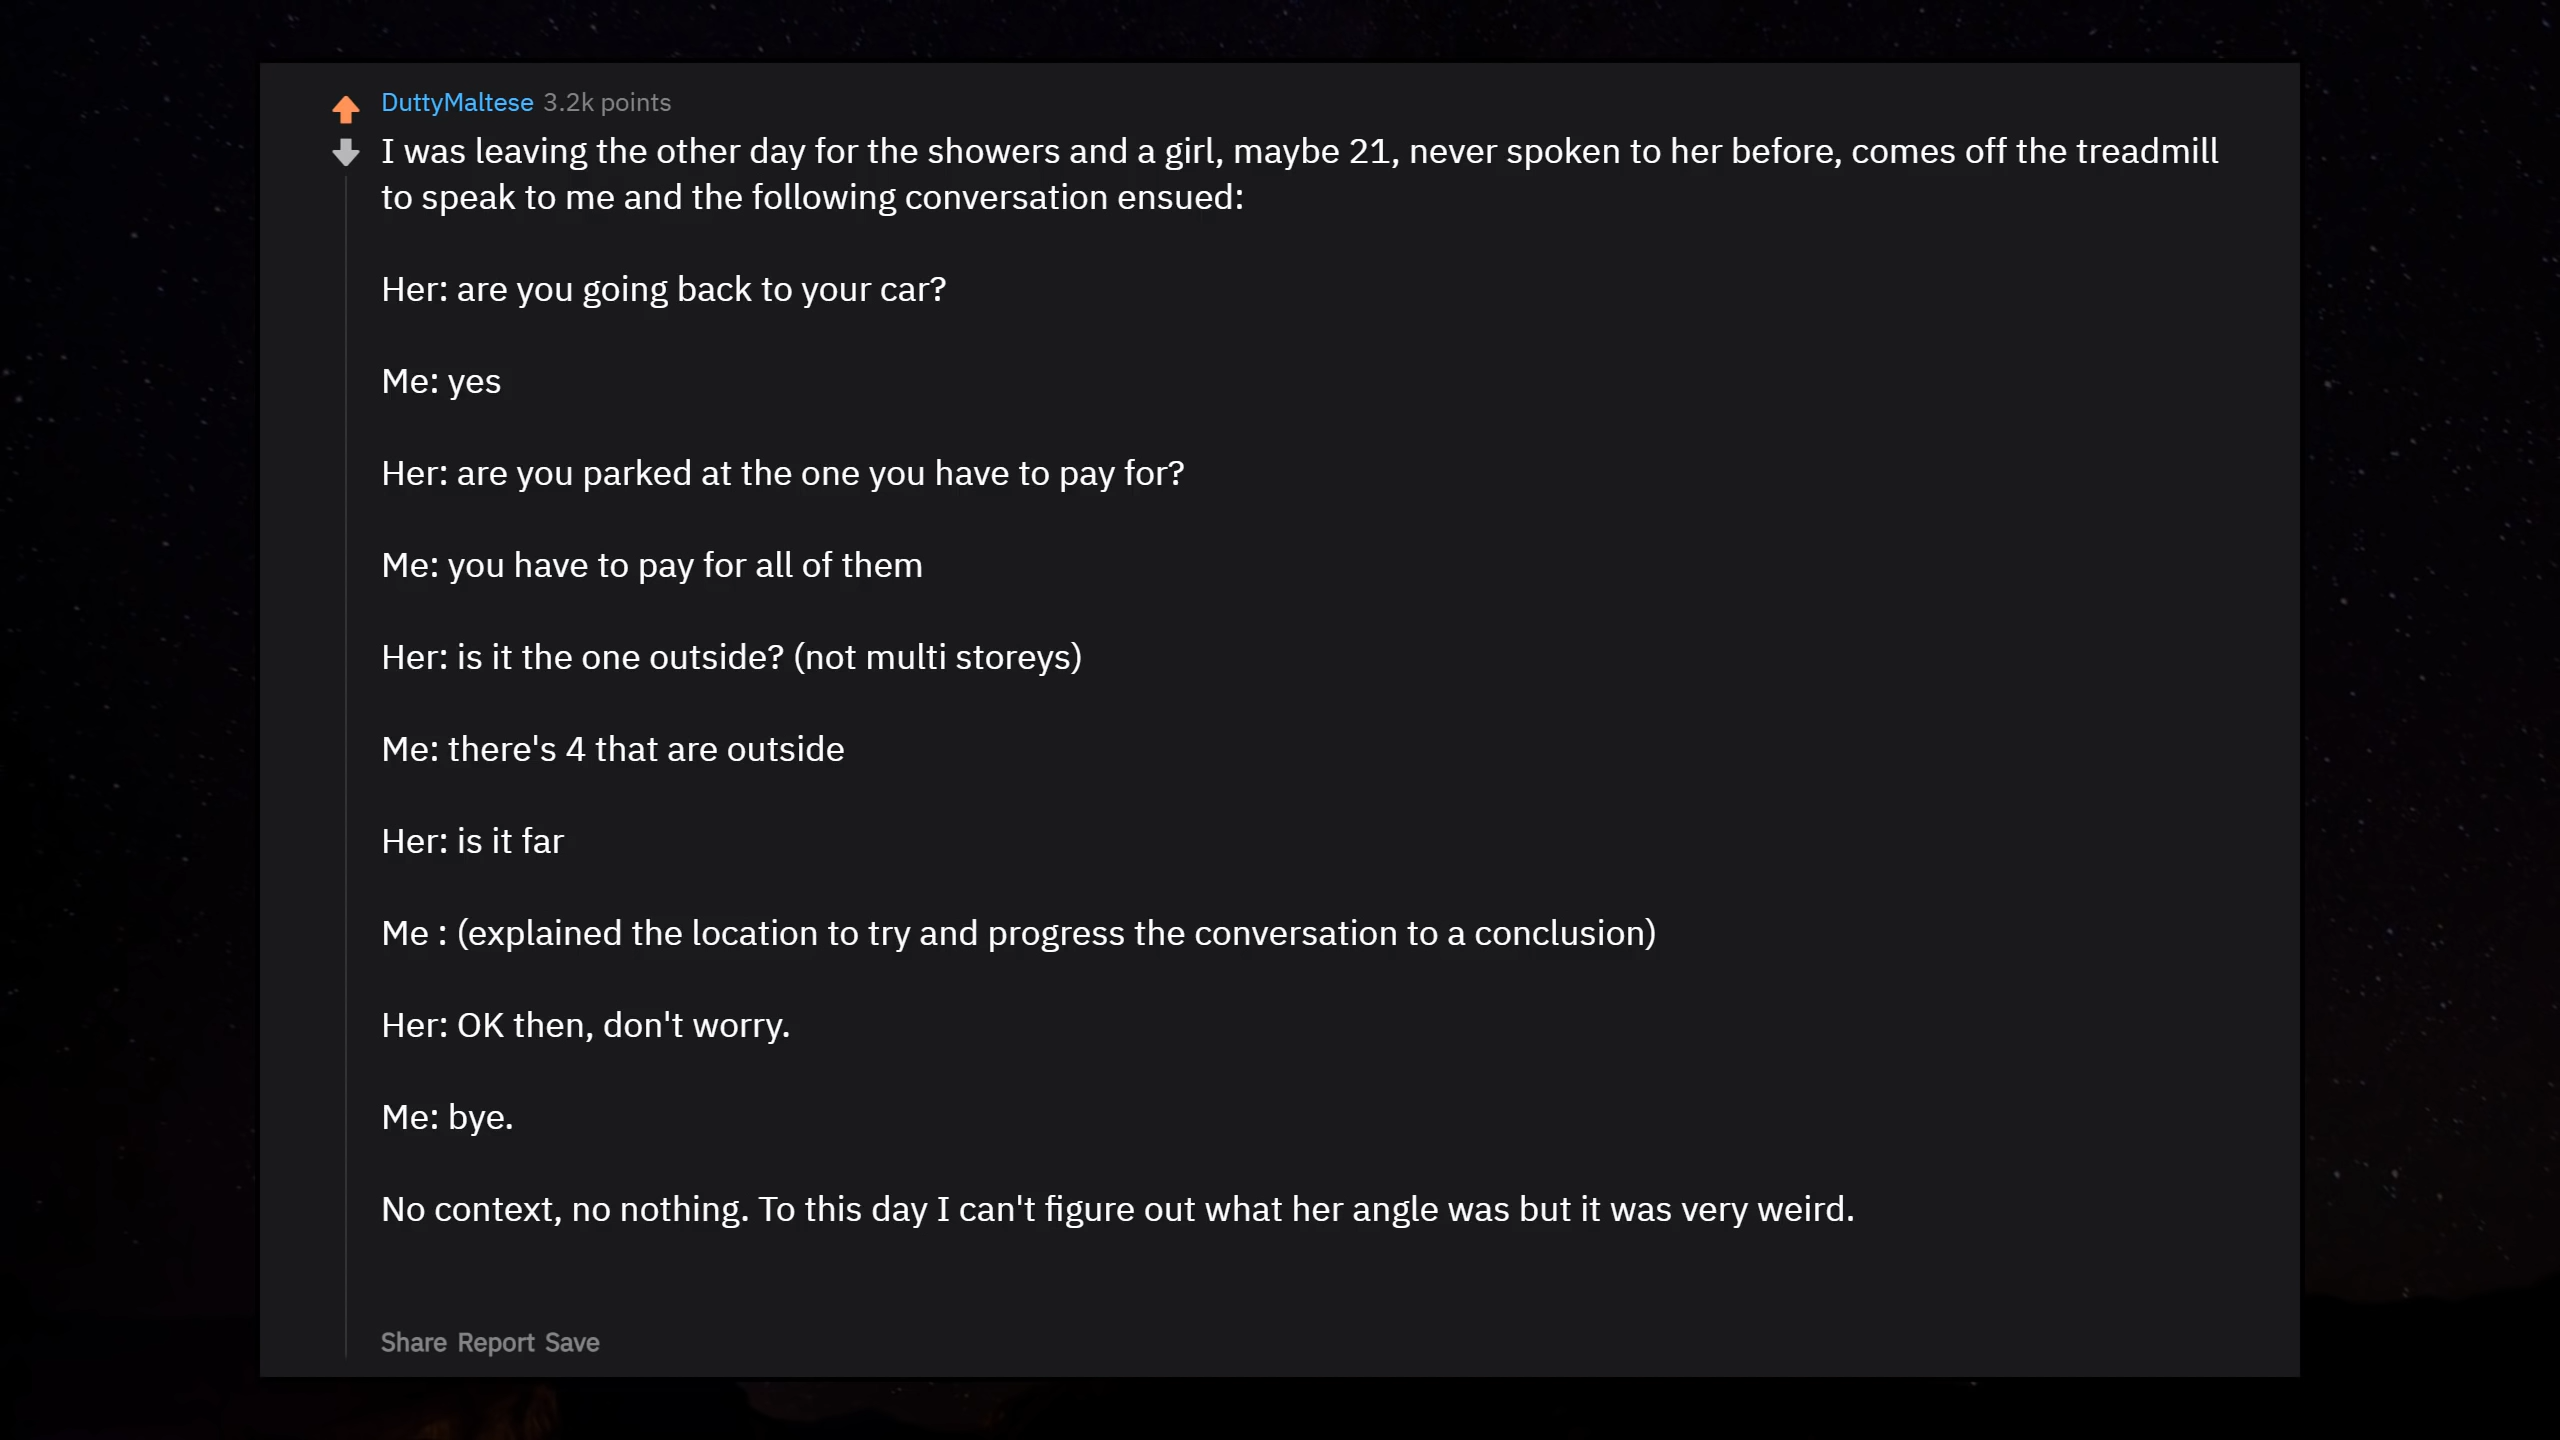 DuttyMaltese 3.2k points
I was leaving the other day for the showers and a girl, maybe 21, never spoken to her before, comes off the treadmill
to speak to me and the following conversation ensued:
Her: are you going back to your car?
Me: yes
Her: are you parked at the one you have to pay for?
Me: you have to pay for all of them
Her: is it the one outside? (not multi storeys)
Me: there's 4 that are outside
Her: is it far
Me : (explained the location to try and progress the conversation to a conclusion)
Her: OK then, don't worry.
Me: bye.
No context, no nothing. To this day I can't figure out what her angle was but it was very weird.
Share Report Save